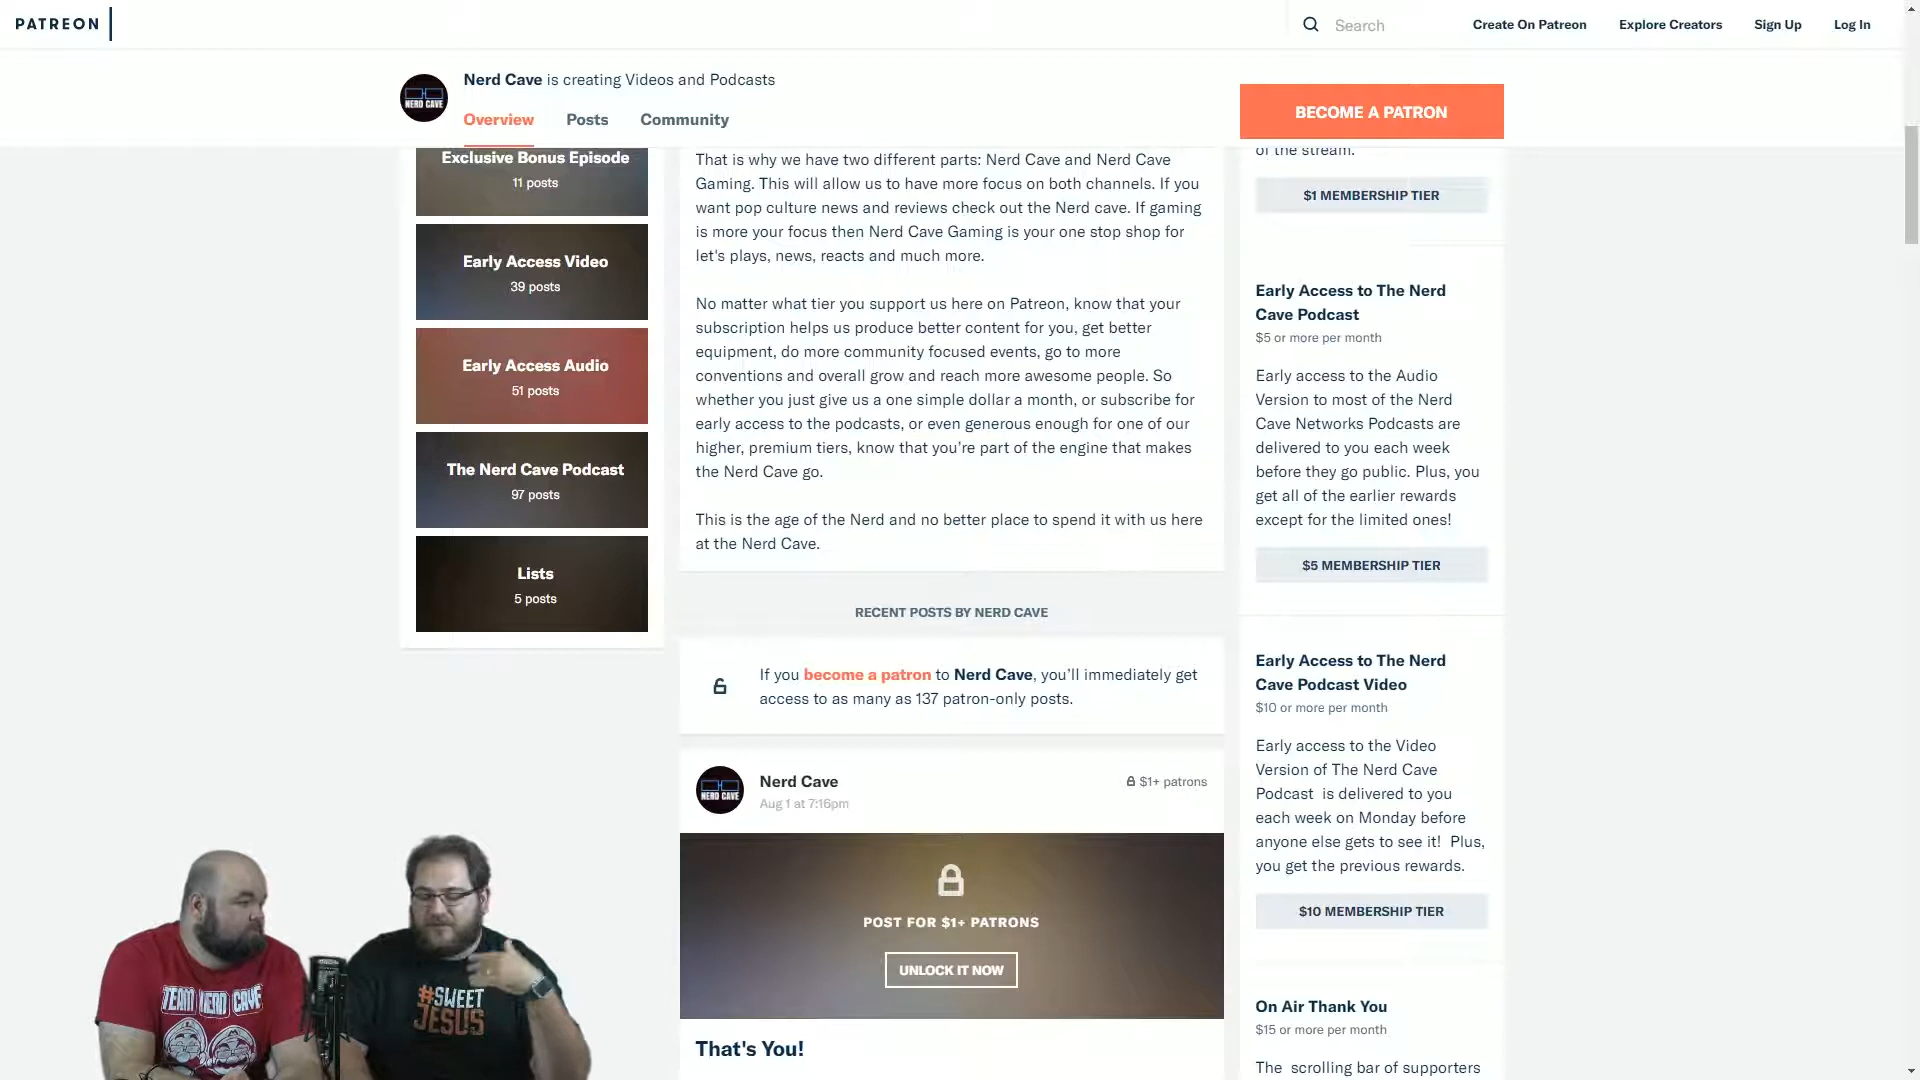 PATREON
Search
Create On Patreon
Explore Creators
Sign Up
Log In
NERD CAVE
Nerd Cave is creating Videos and Podcasts
Overview
Posts
Community
BECOME A PATRON
Exclusive Bonus Episode
11 posts
Early Access Video
39 posts
Early Access Audio
51 posts
The Nerd Cave Podcast
97 posts
Lists
5 posts
That is why we have two different parts: Nerd Cave and Nerd Cave
Gaming. This will allow us to have more focus on both channels. If you
want pop culture news and reviews check out the Nerd cave. If gaming
is more your focus then Nerd Cave Gaming is your one stop shop for
let's plays, news, reacts and much more.
No matter what tier you support us here on Patreon, know that your
subscription helps us produce better content for you, get better
equipment, do more community focused events, go to more
conventions and overall grow and reach more awesome people. So
whether you just give us a one simple dollar a month, or subscribe for
early access to the podcasts, or even generous enough for one of our
higher, premium tiers, know that you're part of the engine that makes
the Nerd Cave go.
This is the age of the Nerd and no better place to spend it with us here
at the Nerd Cave.
RECENT POSTS BY NERD CAVE
If you become a patron to Nerd Cave, you'll immediately get
access to as many as 137 patron-only posts.
NERD CAVE
Nerd Cave
Aug 1 at 7:16pm
$1+ patrons
POST FOR $1+ PATRONS
UNLOCK IT NOW
That's You!
of the stream.
$1 MEMBERSHIP TIER
Early Access to The Nerd
Cave Podcast
$5 or more per month
Early access to the Audio
Version to most of the Nerd
Cave Networks Podcasts are
delivered to you each week
before they go public. Plus, you
get all of the earlier rewards
except for the limited ones!
$5 MEMBERSHIP TIER
Early Access to The Nerd
Cave Podcast Video
$10 or more per month
Early access to the Video
Version of The Nerd Cave
Podcast is delivered to you
each week on Monday before
anyone else gets to see it! Plus,
you get the previous rewards.
$10 MEMBERSHIP TIER
On Air Thank You
$15 or more per month
The scrolling bar of supporters
TEAM NERD CAVE
#SWEET
JESUS